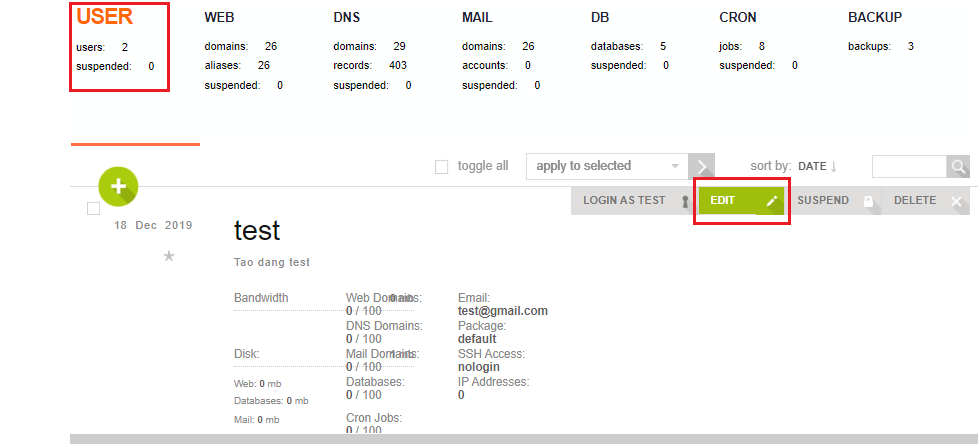 USER WEB DNS MAIL DB CRON BACKUP
users: 2 domains: 26 domains: 29 domains: 26 databases: 5 jobs: 8 backups: 3
suspended: 0 aliases: 26 records: 403 accounts: 0 suspended: 0 suspended: 0
suspended: 0 suspended: 0 suspended: 0
toggle all apply to selected sort by: DATE ↓
LOGIN AS TEST EDIT SUSPEND DELETE
18 Dec 2019 test
Tao dang test
Bandwidth Web Domains: Email:
0 / 100 test@gmail.com
DNS Domains: Package:
0 / 100 default
Disk: Mail Domains: SSH Access:
0 / 100 nologin
Web: 0 mb Databases: IP Addresses:
Databases: 0 mb 0 / 100 0
Mail: 0 mb Cron Jobs:
0 / 100